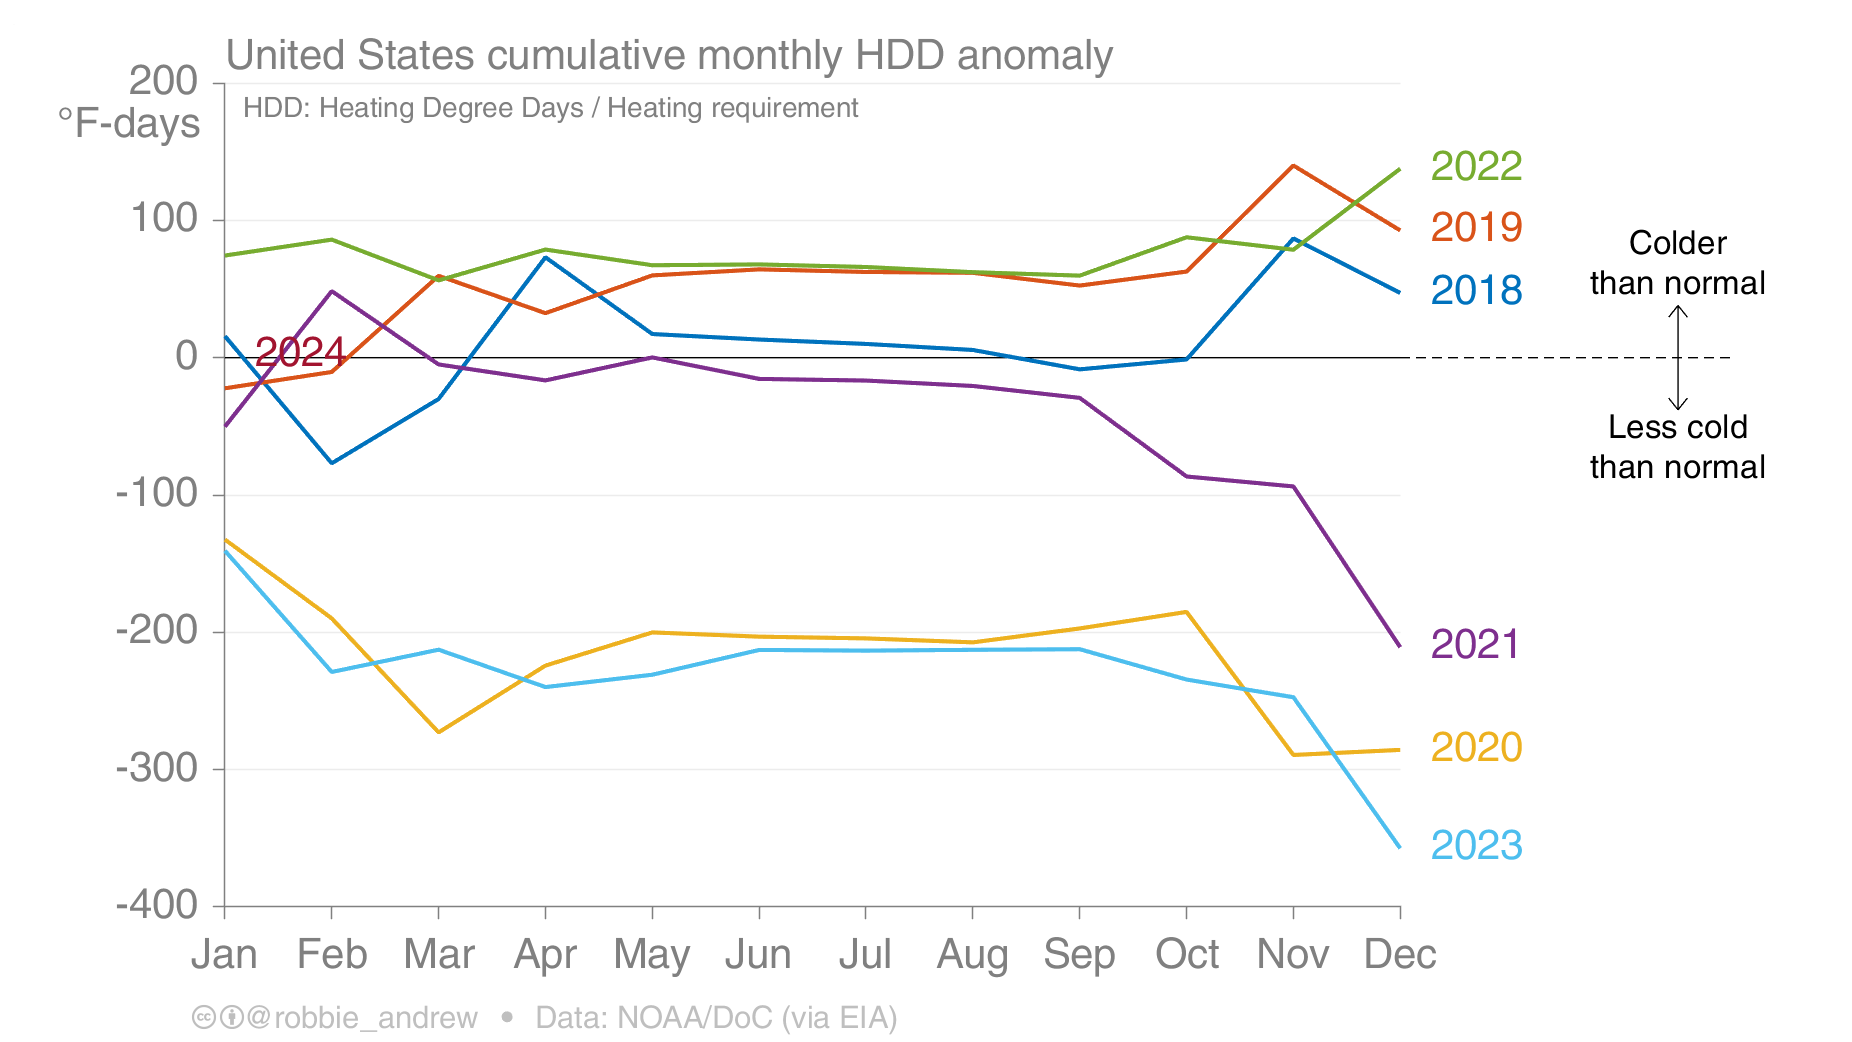 United States cumulative monthly HDD anomaly
200
°F-days
HDD: Heating Degree Days / Heating requirement
100
0
-100
-200
-300
-400
2024
2022
2019
2018
2021
2020
2023
Colder
than normal
Less cold
than normal
Jan Feb Mar Apr May Jun Jul Aug Sep Oct Nov Dec
cc @robbie_andrew • Data: NOAA/DoC (via EIA)